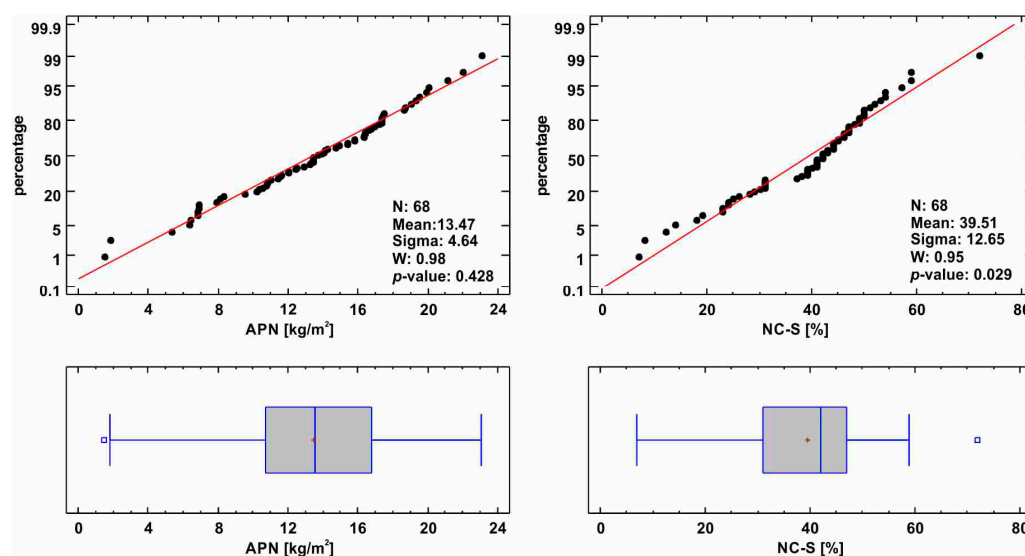 99.9
99
95
80
50
20
5
1
0.1
percentage
N: 68
Mean:13.47
Sigma: 4.64
W: 0.98
p-value: 0.428
0 4 8 12 16 20 24
APN [kg/m²]
99.9
99
95
80
50
20
5
1
0.1
percentage
N: 68
Mean: 39.51
Sigma: 12.65
W: 0.95
p-value: 0.029
0 20 40 60 80
NC-S [%]
0 4 8 12 16 20 24
APN [kg/m²]
0 20 40 60 80
NC-S [%]